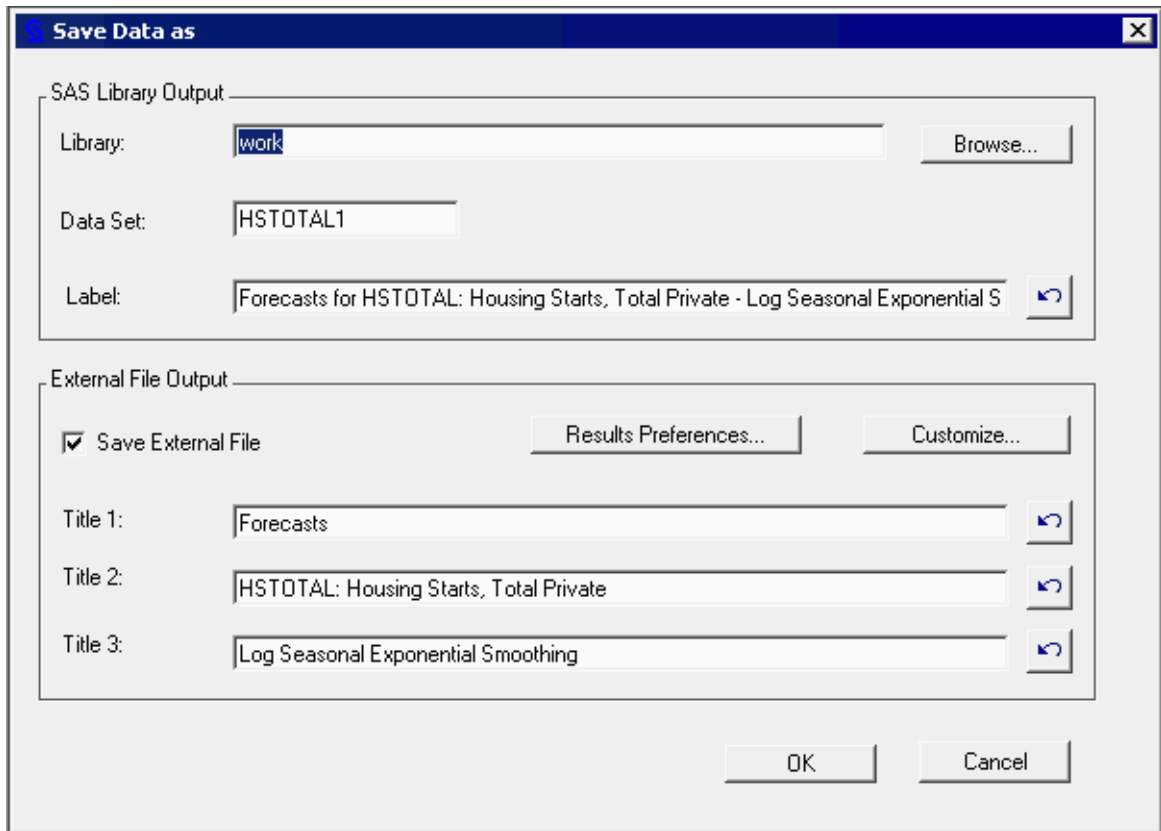 Save Data as
SAS Library Output
Library: work Browse...
Data Set: HSTOTAL1
Label: Forecasts for HSTOTAL: Housing Starts, Total Private - Log Seasonal Exponential S
External File Output
Save External File Results Preferences... Customize...
Title 1: Forecasts
Title 2: HSTOTAL: Housing Starts, Total Private
Title 3: Log Seasonal Exponential Smoothing
OK Cancel